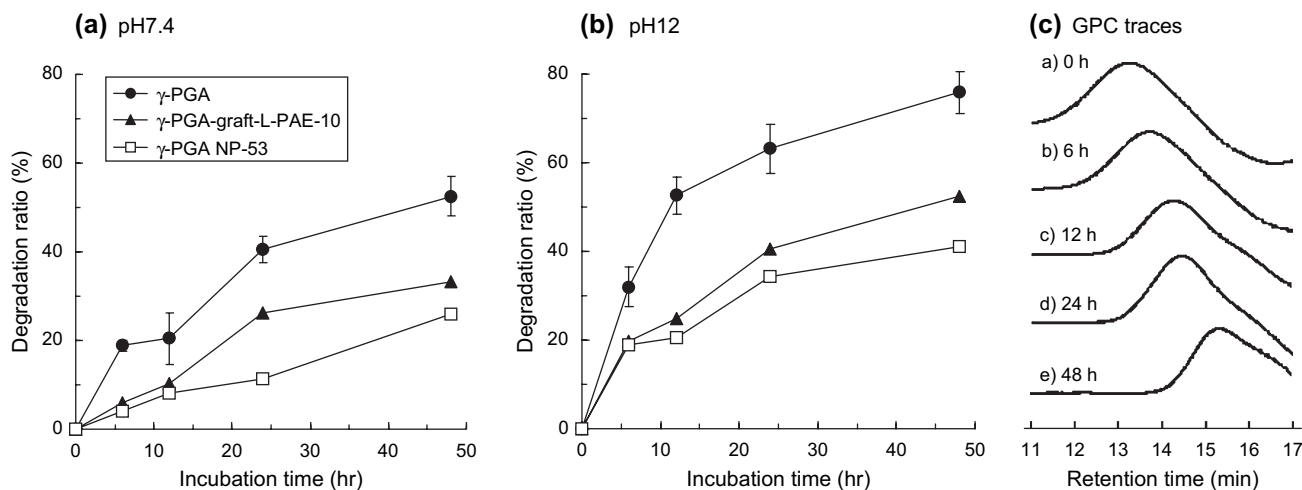 (a) pH7.4
80
60
40
20
0
Degradation ratio (%)
γ-PGA
γ-PGA-graft-L-PAE-10
γ-PGA NP-53
0 10 20 30 40 50
Incubation time (hr)
(b) pH12
80
60
40
20
0
Degradation ratio (%)
0 10 20 30 40 50
Incubation time (hr)
(c) GPC traces
a) 0 h
b) 6 h
c) 12 h
d) 24 h
e) 48 h
11 12 13 14 15 16 17
Retention time (min)